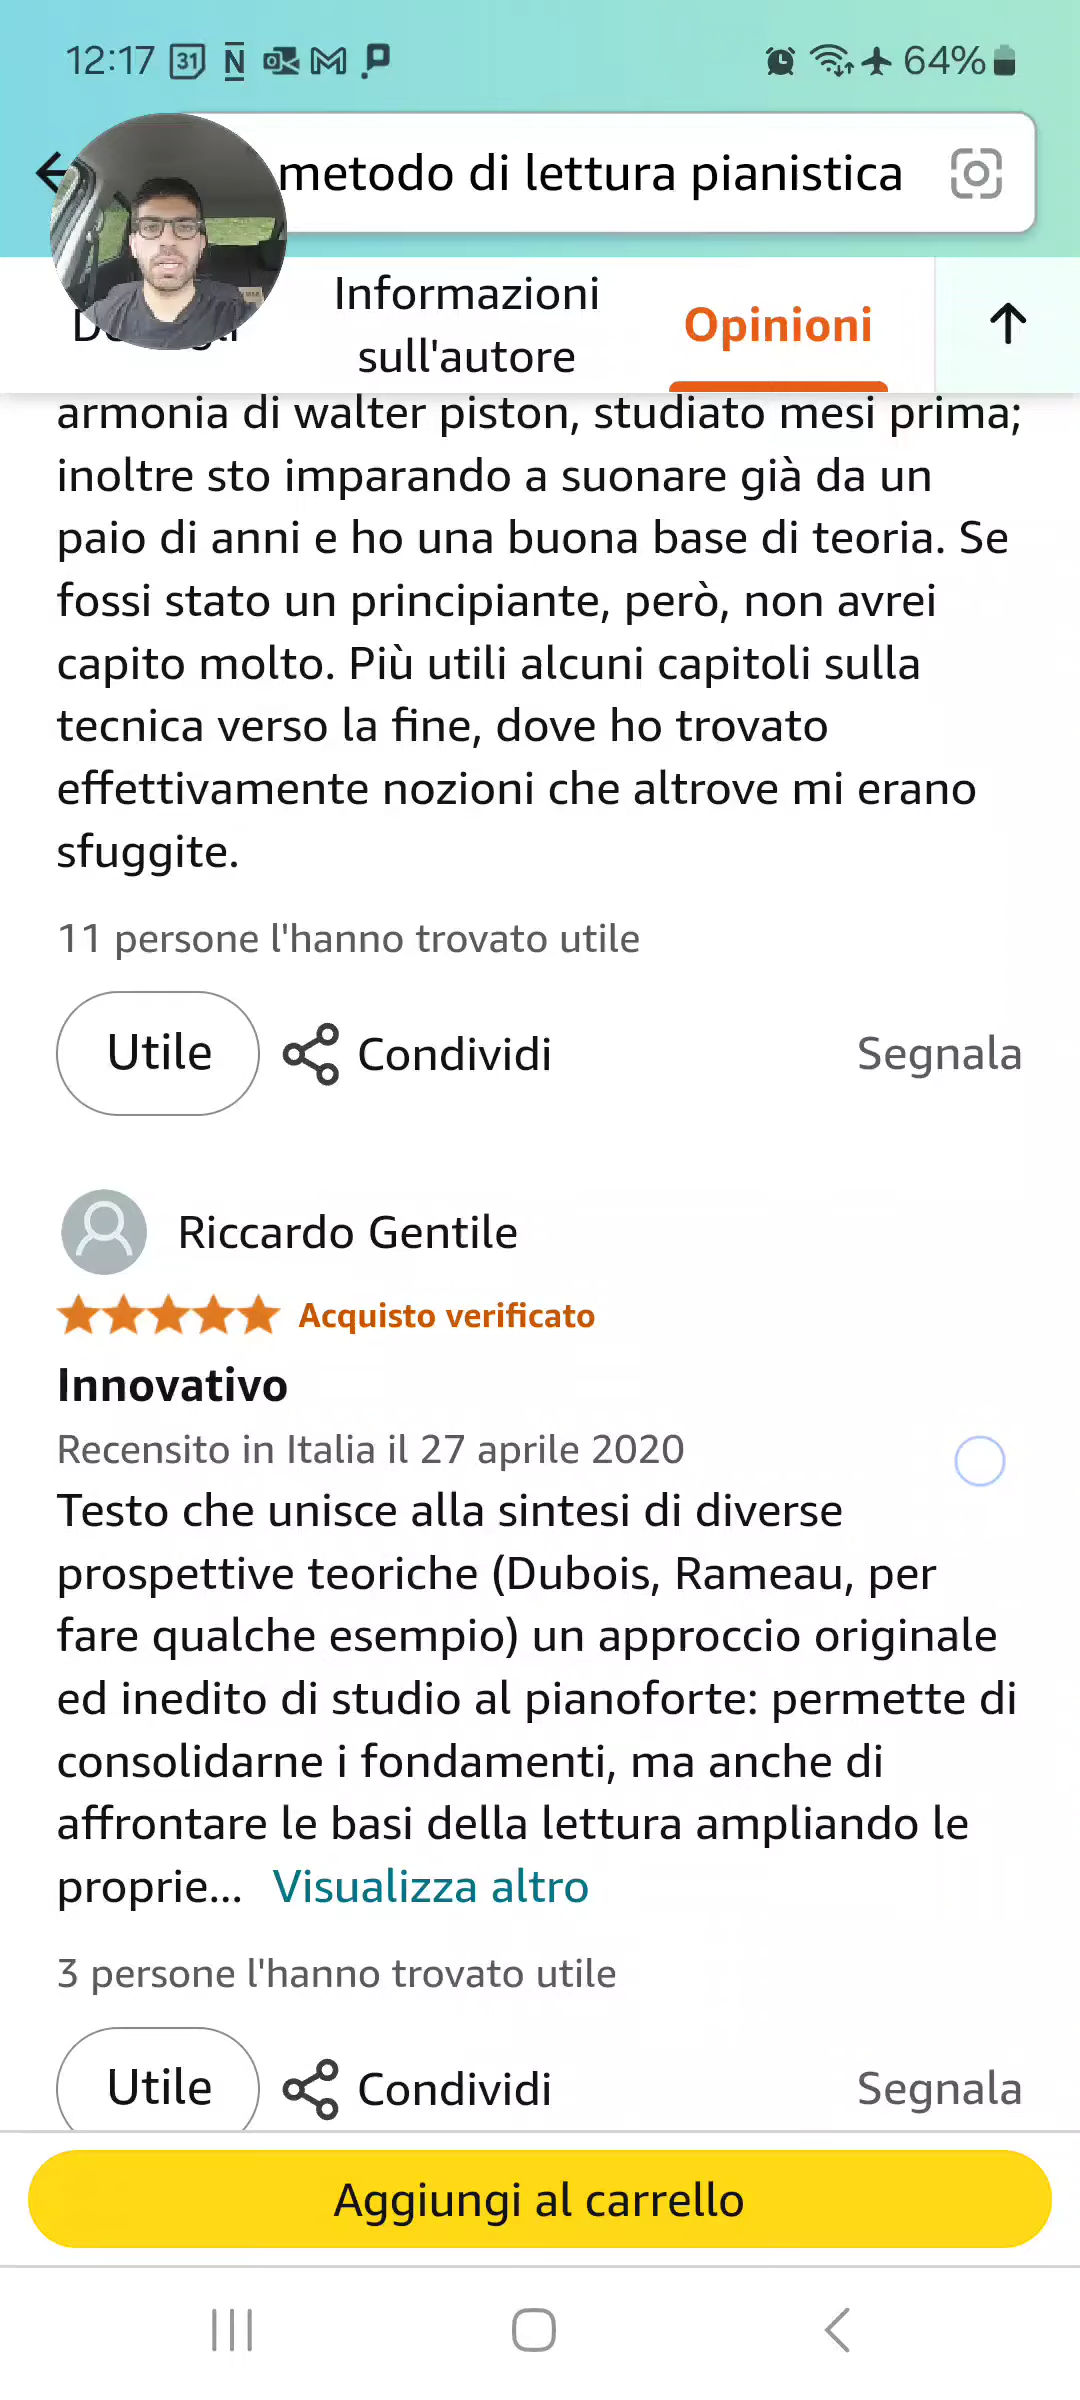 12:17 31 N M P 64%
metodo di lettura pianistica
Informazioni
sull'autore
Opinioni
armonia di walter piston, studiato mesi prima;
inoltre sto imparando a suonare già da un
paio di anni e ho una buona base di teoria. Se
fossi stato un principiante, però, non avrei
capito molto. Più utili alcuni capitoli sulla
tecnica verso la fine, dove ho trovato
effettivamente nozioni che altrove mi erano
sfuggite.
11 persone l'hanno trovato utile
Utile Condividi Segnala
Riccardo Gentile
Acquisto verificato
Innovativo
Recensito in Italia il 27 aprile 2020
Testo che unisce alla sintesi di diverse
prospettive teoriche (Dubois, Rameau, per
fare qualche esempio) un approccio originale
ed inedito di studio al pianoforte: permette di
consolidarne i fondamenti, ma anche di
affrontare le basi della lettura ampliando le
proprie... Visualizza altro
3 persone l'hanno trovato utile
Utile Condividi Segnala
Aggiungi al carrello